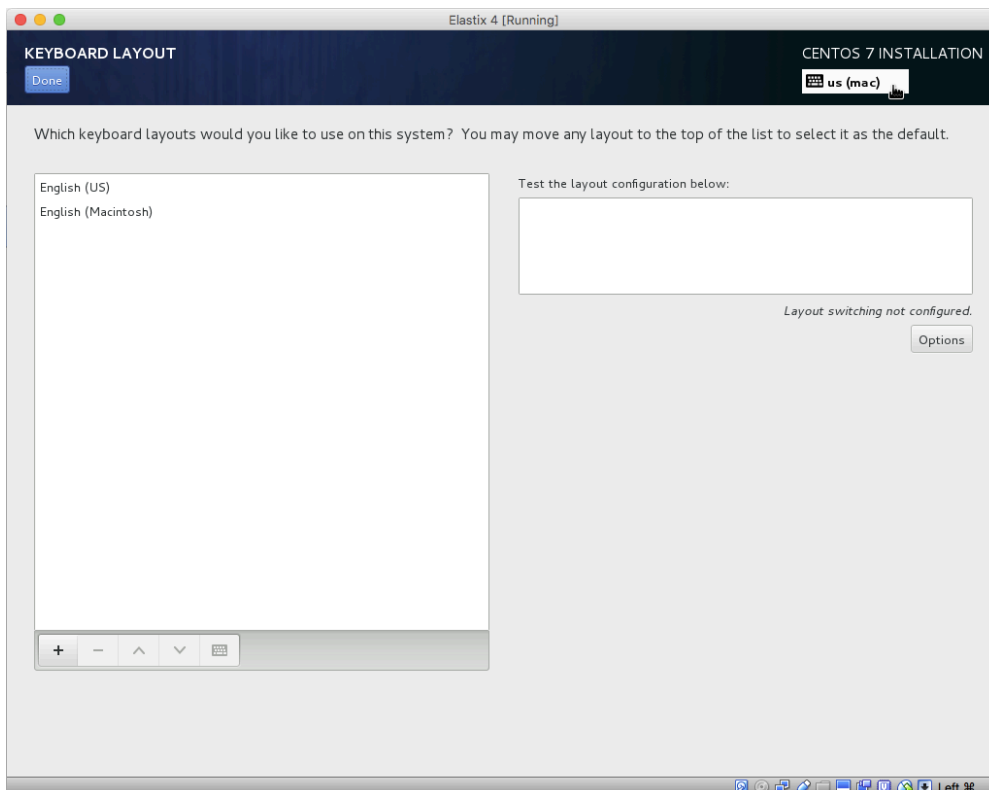 Elastix 4 [Running]
KEYBOARD LAYOUT
CENTOS 7 INSTALLATION
Done
us (mac)
Which keyboard layouts would you like to use on this system? You may move any layout to the top of the list to select it as the default.
English (US)
English (Macintosh)
Test the layout configuration below:
Layout switching not configured.
Options
Left ⌘